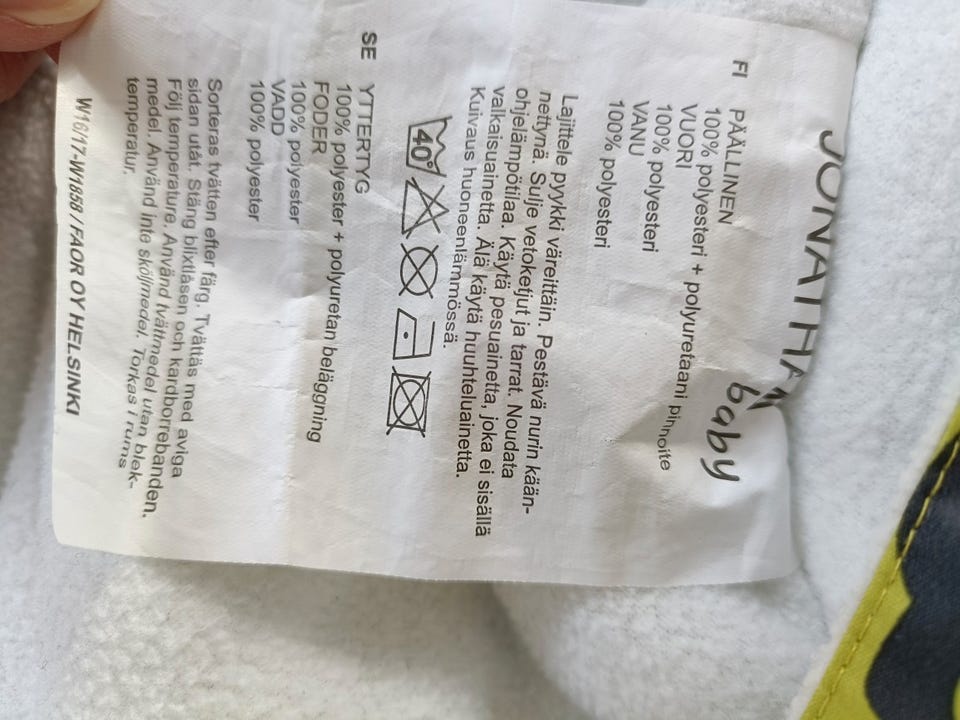 JONATHAN
baby
FI PÄÄLLINEN
100% polyesteri + polyuretaani pinnoite
VUORI
100% polyesteri
VANU
100% polyesteri
Lajittele pyykki väreittäin. Pestävä nurin kään-
nettynä. Sulje vetoketjut ja tarrat. Noudata
ohjelämpötilaa. Käytä pesuainetta, joka ei sisällä
valkaisuainetta. Älä käytä huuhteluainetta.
Kuivaus huoneenlämmössä.
40°
SE YTTERTYG
100% polyester + polyuretan beläggning
FODER
100% polyester
VADD
100% polyester
Sorteras tvätten efter färg. Tvättas med aviga
sidan utåt. Stäng blixtlåsen och kardborrebanden.
Följ temperature. Använd tvättmedel utan blek-
medel. Använd inte sköljmedel. Torkas i rums
temperatur.
W16/17-W1858 / FAOR OY HELSINKI